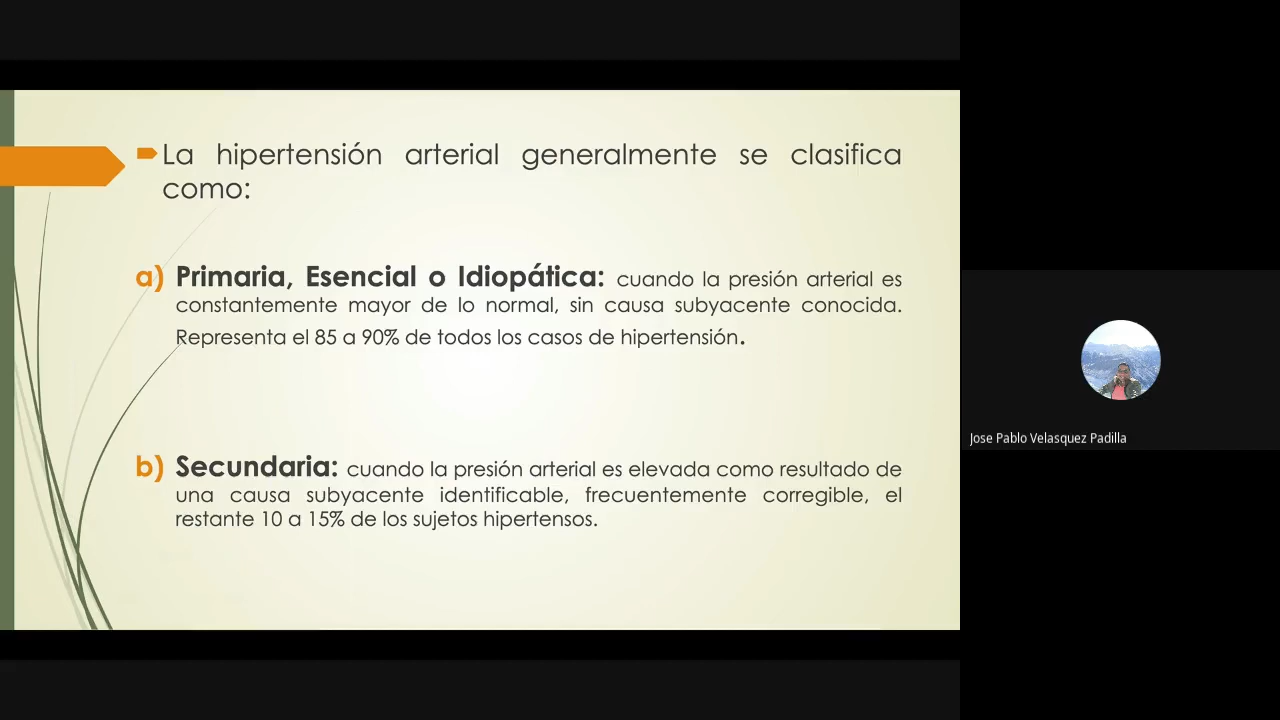 La hipertensión arterial generalmente se clasifica
como:
a) Primaria, Esencial o Idiopática: cuando la presión arterial es
constantemente mayor de lo normal, sin causa subyacente conocida.
Representa el 85 a 90% de todos los casos de hipertensión.
b) Secundaria: cuando la presión arterial es elevada como resultado de
una causa subyacente identificable, frecuentemente corregible, el
restante 10 a 15% de los sujetos hipertensos.
Jose Pablo Velasquez Padilla